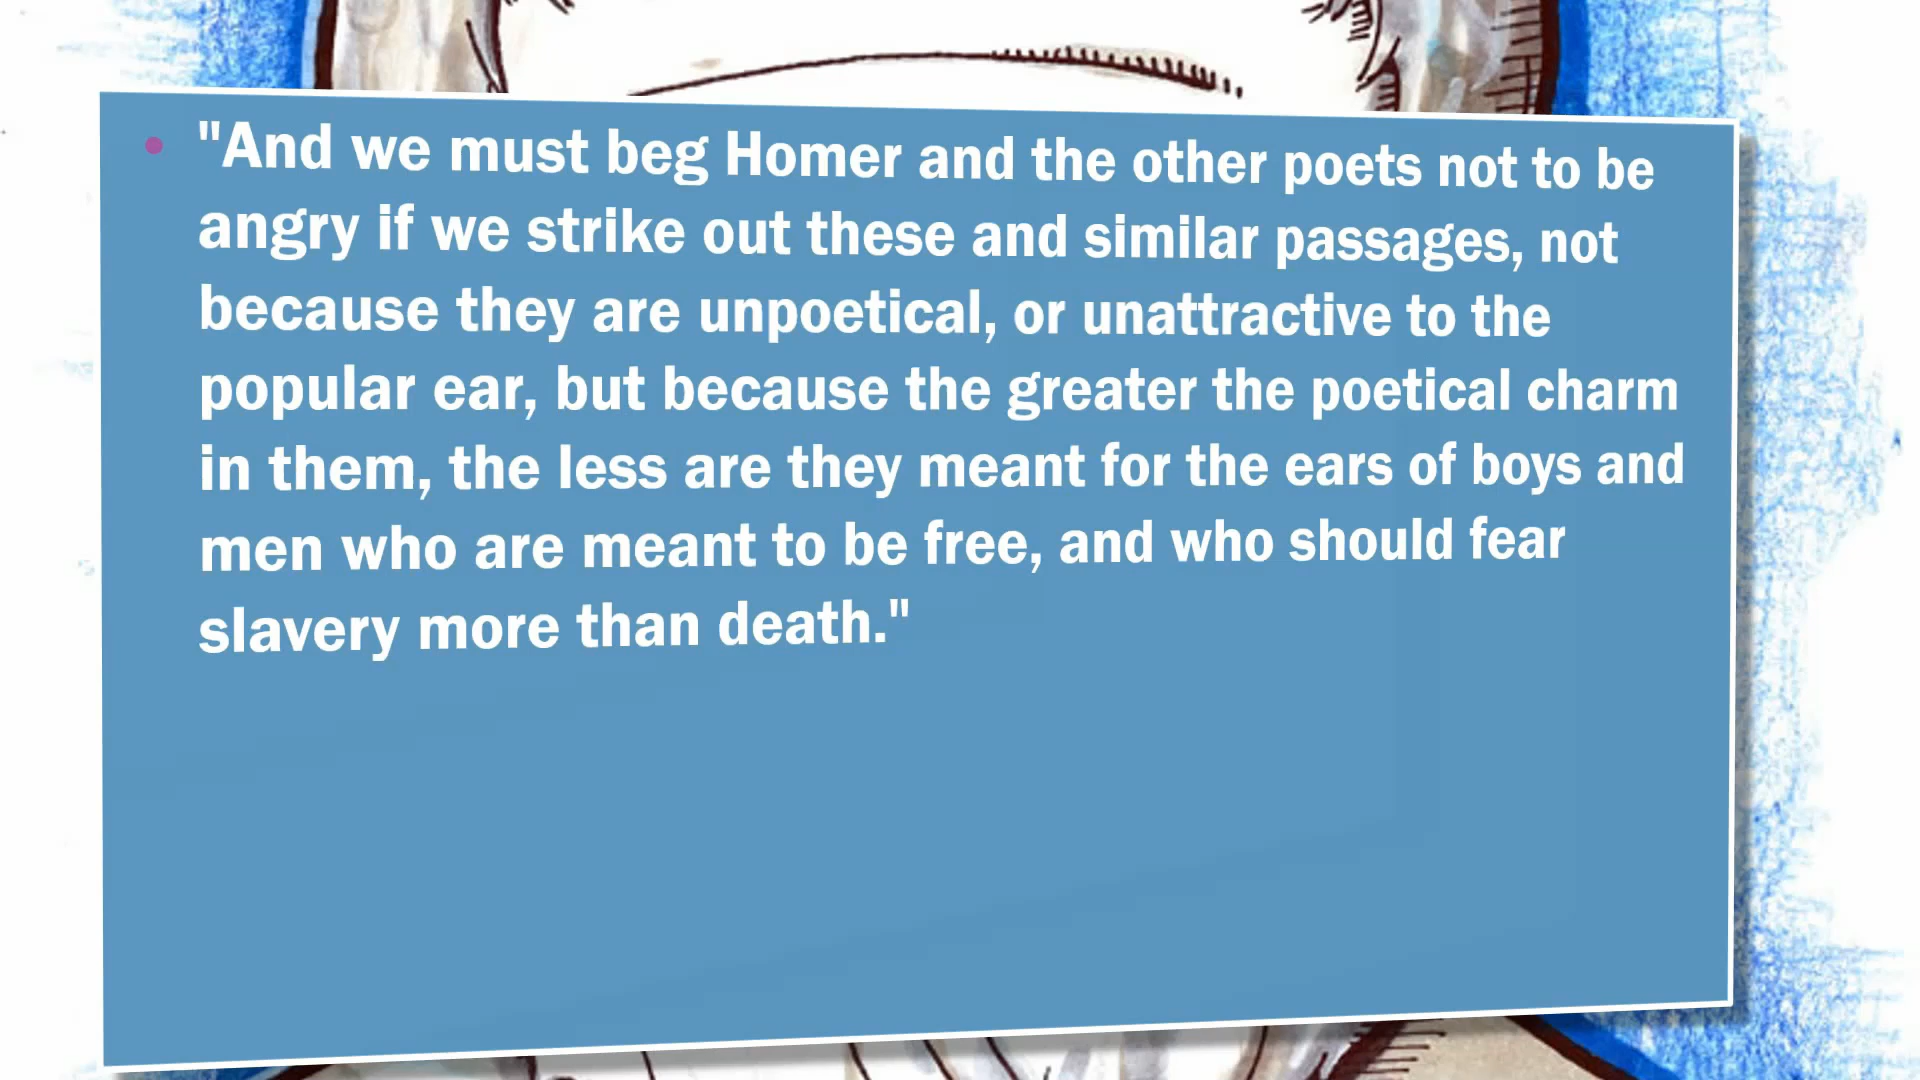 • "And we must beg Homer and the other poets not to be
angry if we strike out these and similar passages, not
because they are unpoetical, or unattractive to the
popular ear, but because the greater the poetical charm
in them, the less are they meant for the ears of boys and
men who are meant to be free, and who should fear
slavery more than death."